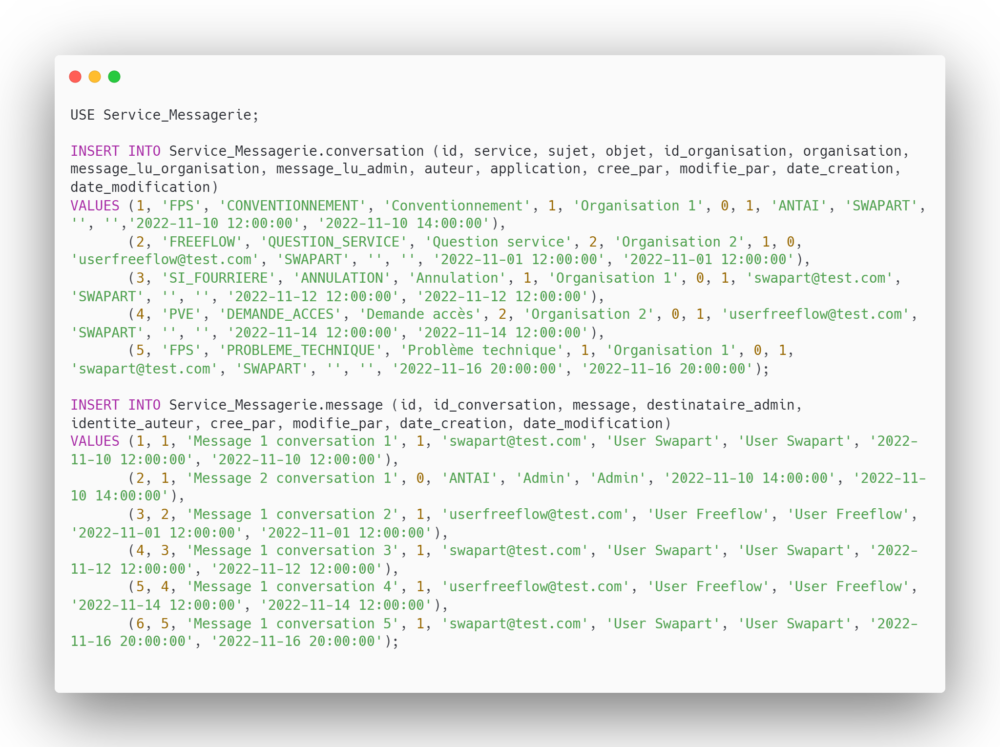 USE Service_Messagerie;

INSERT INTO Service_Messagerie.conversation (id, service, sujet, objet, id_organisation, organisation,
message_lu_organisation, message_lu_admin, auteur, application, cree_par, modifie_par, date_creation,
date_modification)
VALUES (1, 'FPS', 'CONVENTIONNEMENT', 'Conventionnement', 1, 'Organisation 1', 0, 1, 'ANTAI', 'SWAPART',
'', '','2022-11-10 12:00:00', '2022-11-10 14:00:00'),
       (2, 'FREEFLOW', 'QUESTION_SERVICE', 'Question service', 2, 'Organisation 2', 1, 0,
'userfreeflow@test.com', 'SWAPART', '', '', '2022-11-01 12:00:00', '2022-11-01 12:00:00'),
       (3, 'SI_FOURRIERE', 'ANNULATION', 'Annulation', 1, 'Organisation 1', 0, 1, 'swapart@test.com',
'SWAPART', '', '', '2022-11-12 12:00:00', '2022-11-12 12:00:00'),
       (4, 'PVE', 'DEMANDE_ACCES', 'Demande accès', 2, 'Organisation 2', 0, 1, 'userfreeflow@test.com',
'SWAPART', '', '', '2022-11-14 12:00:00', '2022-11-14 12:00:00'),
       (5, 'FPS', 'PROBLEME_TECHNIQUE', 'Problème technique', 1, 'Organisation 1', 0, 1,
'swapart@test.com', 'SWAPART', '', '', '2022-11-16 20:00:00', '2022-11-16 20:00:00');

INSERT INTO Service_Messagerie.message (id, id_conversation, message, destinataire_admin,
identite_auteur, cree_par, modifie_par, date_creation, date_modification)
VALUES (1, 1, 'Message 1 conversation 1', 1, 'swapart@test.com', 'User Swapart', 'User Swapart', '2022-
11-10 12:00:00', '2022-11-10 12:00:00'),
       (2, 1, 'Message 2 conversation 1', 0, 'ANTAI', 'Admin', 'Admin', '2022-11-10 14:00:00', '2022-11-
10 14:00:00'),
       (3, 2, 'Message 1 conversation 2', 1, 'userfreeflow@test.com', 'User Freeflow', 'User Freeflow',
'2022-11-01 12:00:00', '2022-11-01 12:00:00'),
       (4, 3, 'Message 1 conversation 3', 1, 'swapart@test.com', 'User Swapart', 'User Swapart', '2022-
11-12 12:00:00', '2022-11-12 12:00:00'),
       (5, 4, 'Message 1 conversation 4', 1, 'userfreeflow@test.com', 'User Freeflow', 'User Freeflow',
'2022-11-14 12:00:00', '2022-11-14 12:00:00'),
       (6, 5, 'Message 1 conversation 5', 1, 'swapart@test.com', 'User Swapart', 'User Swapart', '2022-
11-16 20:00:00', '2022-11-16 20:00:00');